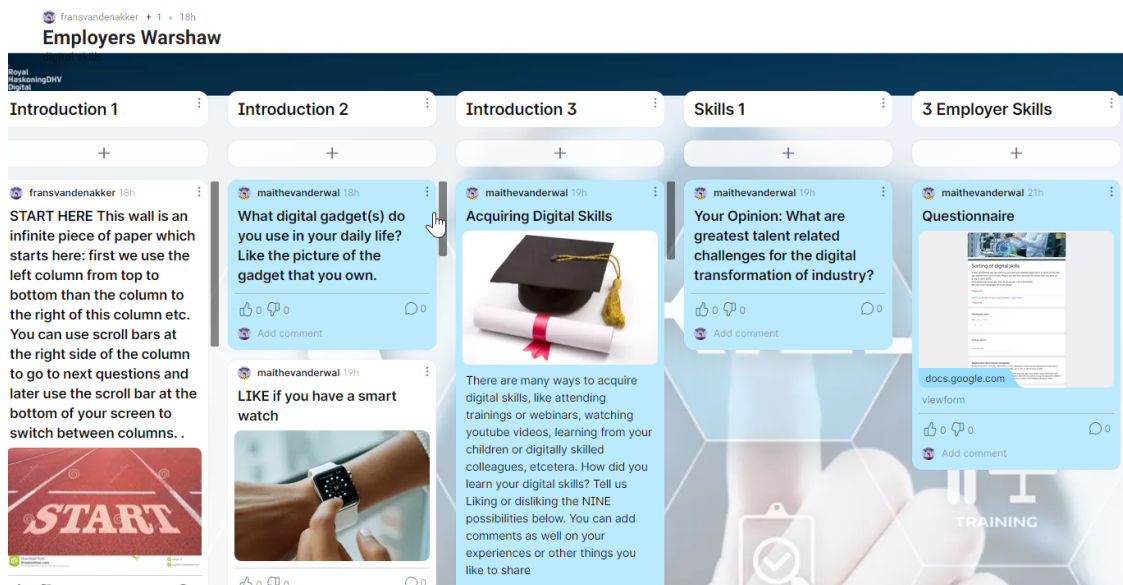 fransvandenakker + 1 • 18h
Employers Warshaw
digital skills
Royal
HaskoningDHV
Digital
Introduction 1
fransvandenakker 18h
START HERE This wall is an
infinite piece of paper which
starts here: first we use the
left column from top to
bottom than the column to
the right of this column etc.
You can use scroll bars at
the right side of the column
to go to next questions and
later use the scroll bar at the
bottom of your screen to
switch between columns. .
START
Introduction 2
maithevanderwal 18h
What digital gadget(s) do
you use in your daily life?
Like the picture of the
gadget that you own.
0 0 0
Add comment
maithevanderwal 19h
LIKE if you have a smart
watch
0 0 0
Introduction 3
maithevanderwal 19h
Acquiring Digital Skills
There are many ways to acquire
digital skills, like attending
trainings or webinars, watching
youtube videos, learning from your
children or digitally skilled
colleagues, etcetera. How did you
learn your digital skills? Tell us
Liking or disliking the NINE
possibilities below. You can add
comments as well on your
experiences or other things you
like to share
Skills 1
maithevanderwal 19h
Your Opinion: What are
greatest talent related
challenges for the digital
transformation of industry?
0 0 0
Add comment
3 Employer Skills
maithevanderwal 21h
Questionnaire
Sorting of digital skills
docs.google.com
viewform
0 0 0
Add comment
TRAINING